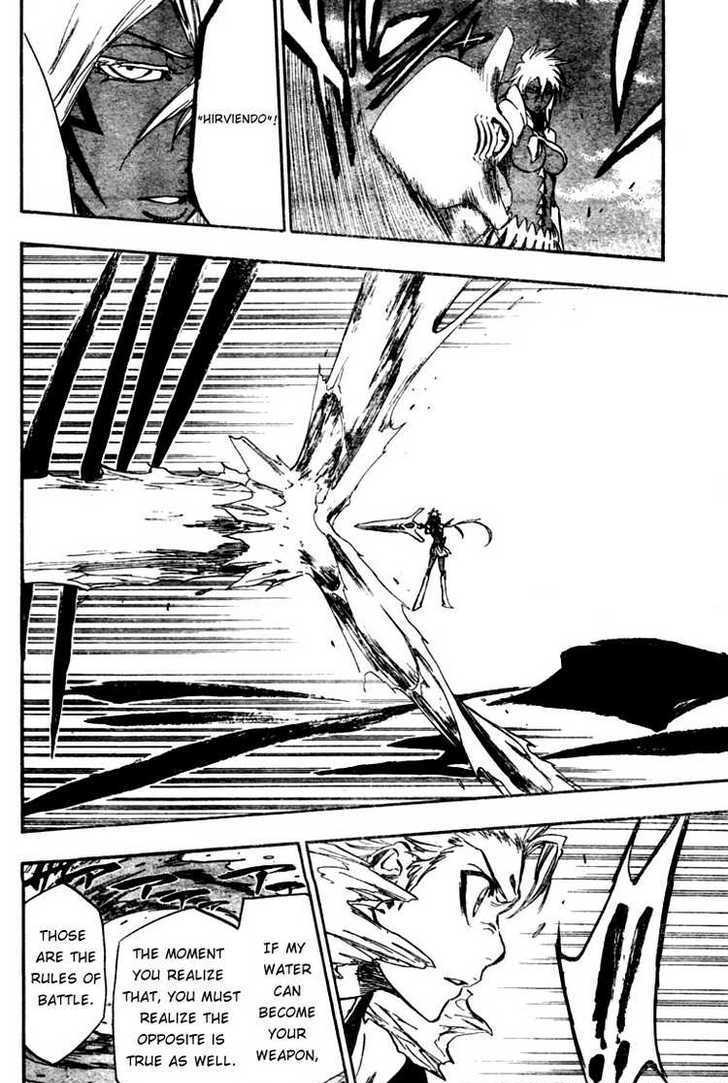 "HIRVIENDO"!
IF MY
WATER
CAN
BECOME
YOUR
WEAPON,
THE MOMENT
YOU REALIZE
THAT, YOU MUST
REALIZE THE
OPPOSITE IS
TRUE AS WELL.
THOSE
ARE THE
RULES OF
BATTLE.